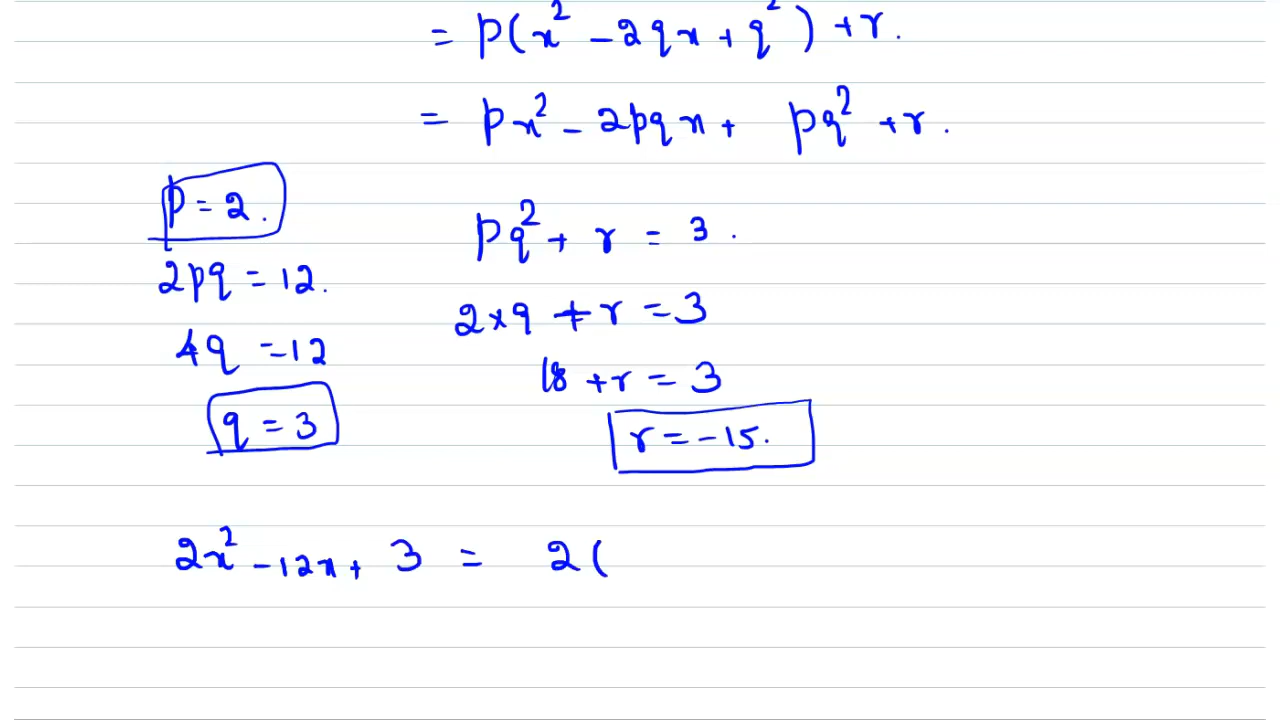 = p(x² - 2qx + q²) + r.
= px² - 2pqx + pq² + r.
p = 2.
2pq = 12.
4q = 12
q = 3
pq² + r = 3.
2 × 9 + r = 3
18 + r = 3
r = -15.
2x² - 12x + 3 = 2(